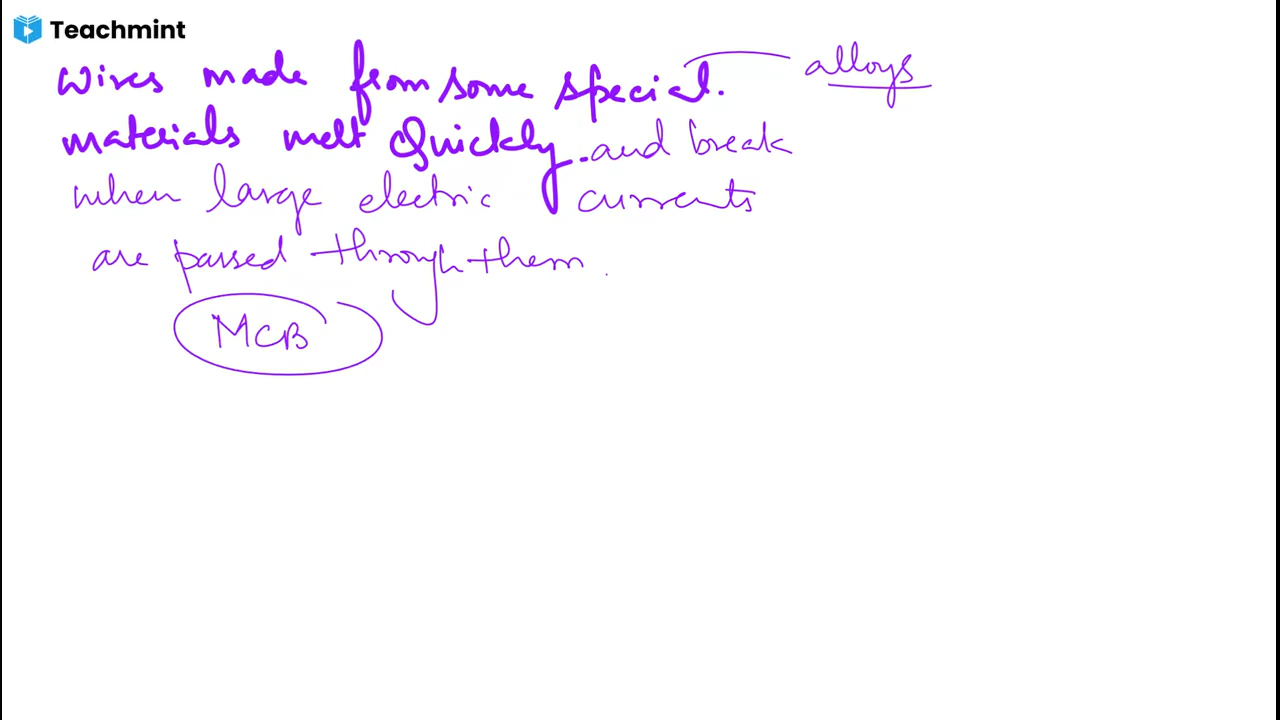 Teachmint
wires made from some special. alloys
materials melt quickly. and break
when large electric currents
are passed through them.
MCB